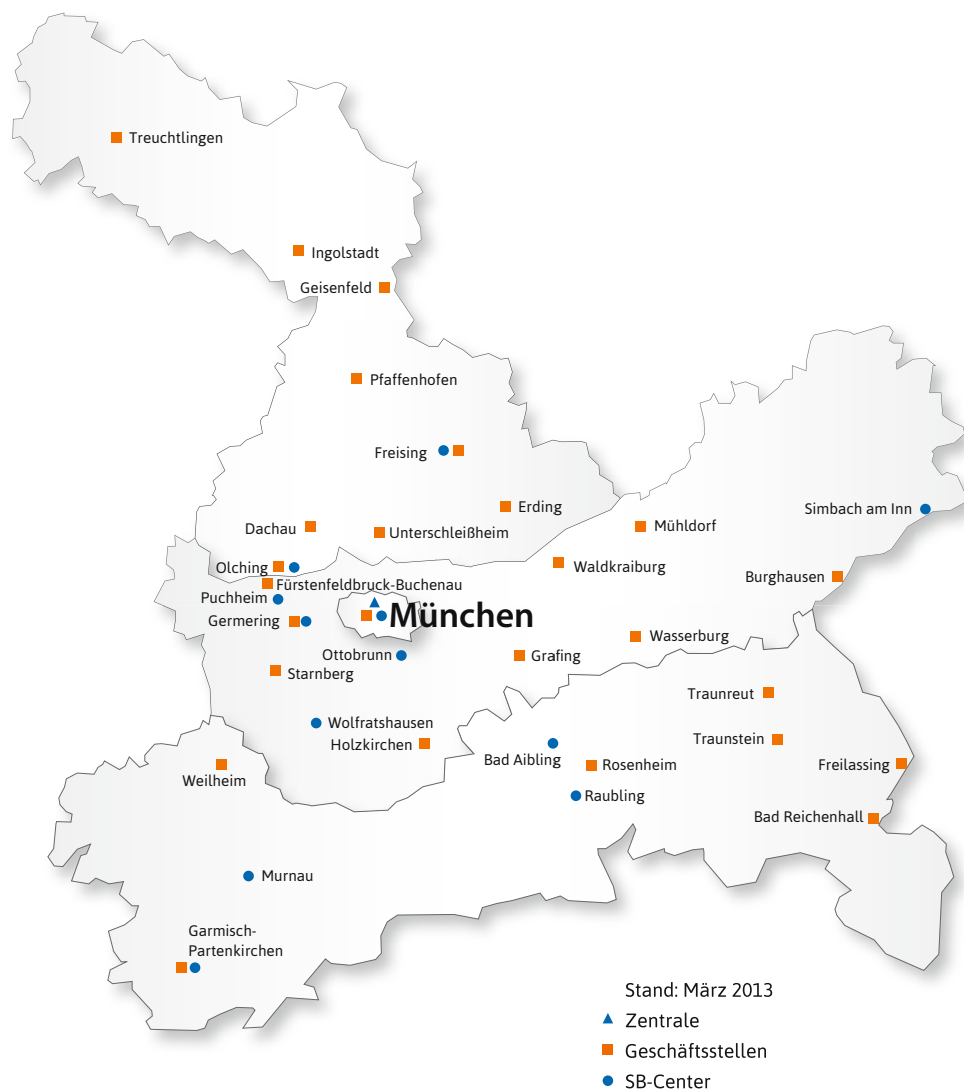 Treuchtlingen
Ingolstadt
Geisenfeld
Pfaffenhofen
Freising
Erding
Simbach am Inn
Dachau
Unterschleißheim
Mühldorf
Olching
Waldkraiburg
Burghausen
Fürstenfeldbruck-Buchenau
Puchheim
Germering
München
Wasserburg
Ottobrunn
Grafing
Starnberg
Traunreut
Wolfratshausen
Holzkirchen
Traunstein
Bad Aibling
Rosenheim
Freilassing
Weilheim
Raubling
Bad Reichenhall
Murnau
Garmisch-
Partenkirchen
Stand: März 2013
Zentrale
Geschäftsstellen
SB-Center